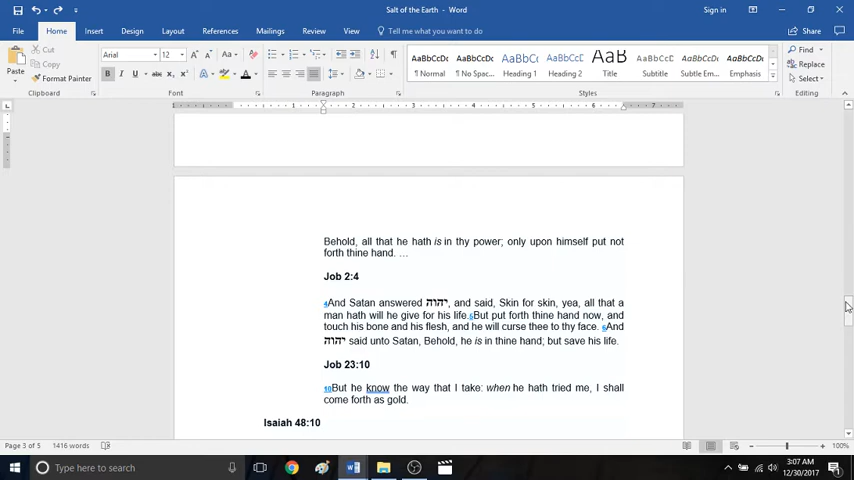 Salt of the Earth - Word
Sign in
File Home Insert Design Layout References Mailings Review View Tell me what you want to do Share
Paste
Cut
Copy
Format Painter
Clipboard
Arial 12
Font
Paragraph
AaBbCcDc AaBbCcDc AaBbCc AaBbCcC AaB AaBbCcD AaBbCcDt AaBbCcDt
¶ Normal ¶ No Spac... Heading 1 Heading 2 Title Subtitle Subtle Em... Emphasis
Styles
Find
Replace
Select
Editing
Behold, all that he hath is in thy power; only upon himself put not
forth thine hand. …
Job 2:4
4And Satan answered יהוה, and said, Skin for skin, yea, all that a
man hath will he give for his life.5But put forth thine hand now, and
touch his bone and his flesh, and he will curse thee to thy face. 6And
יהוה said unto Satan, Behold, he is in thine hand; but save his life.
Job 23:10
10But he know the way that I take: when he hath tried me, I shall
come forth as gold.
Isaiah 48:10
Page 3 of 5 1416 words 100%
Type here to search
3:07 AM
12/30/2017